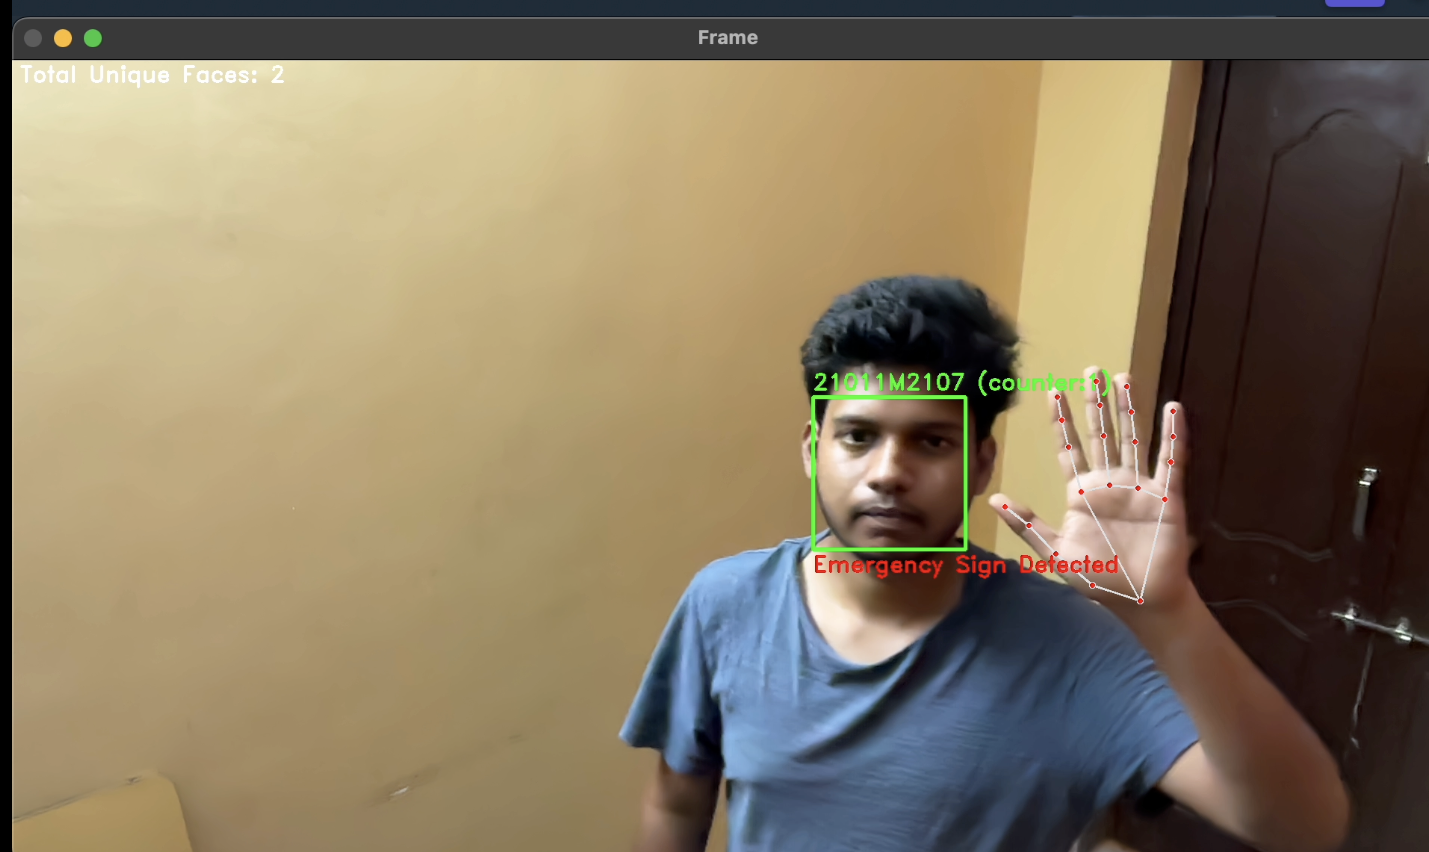 Frame
Total Unique Faces: 2
21011M2107 (counter:1)
Emergency Sign Detected